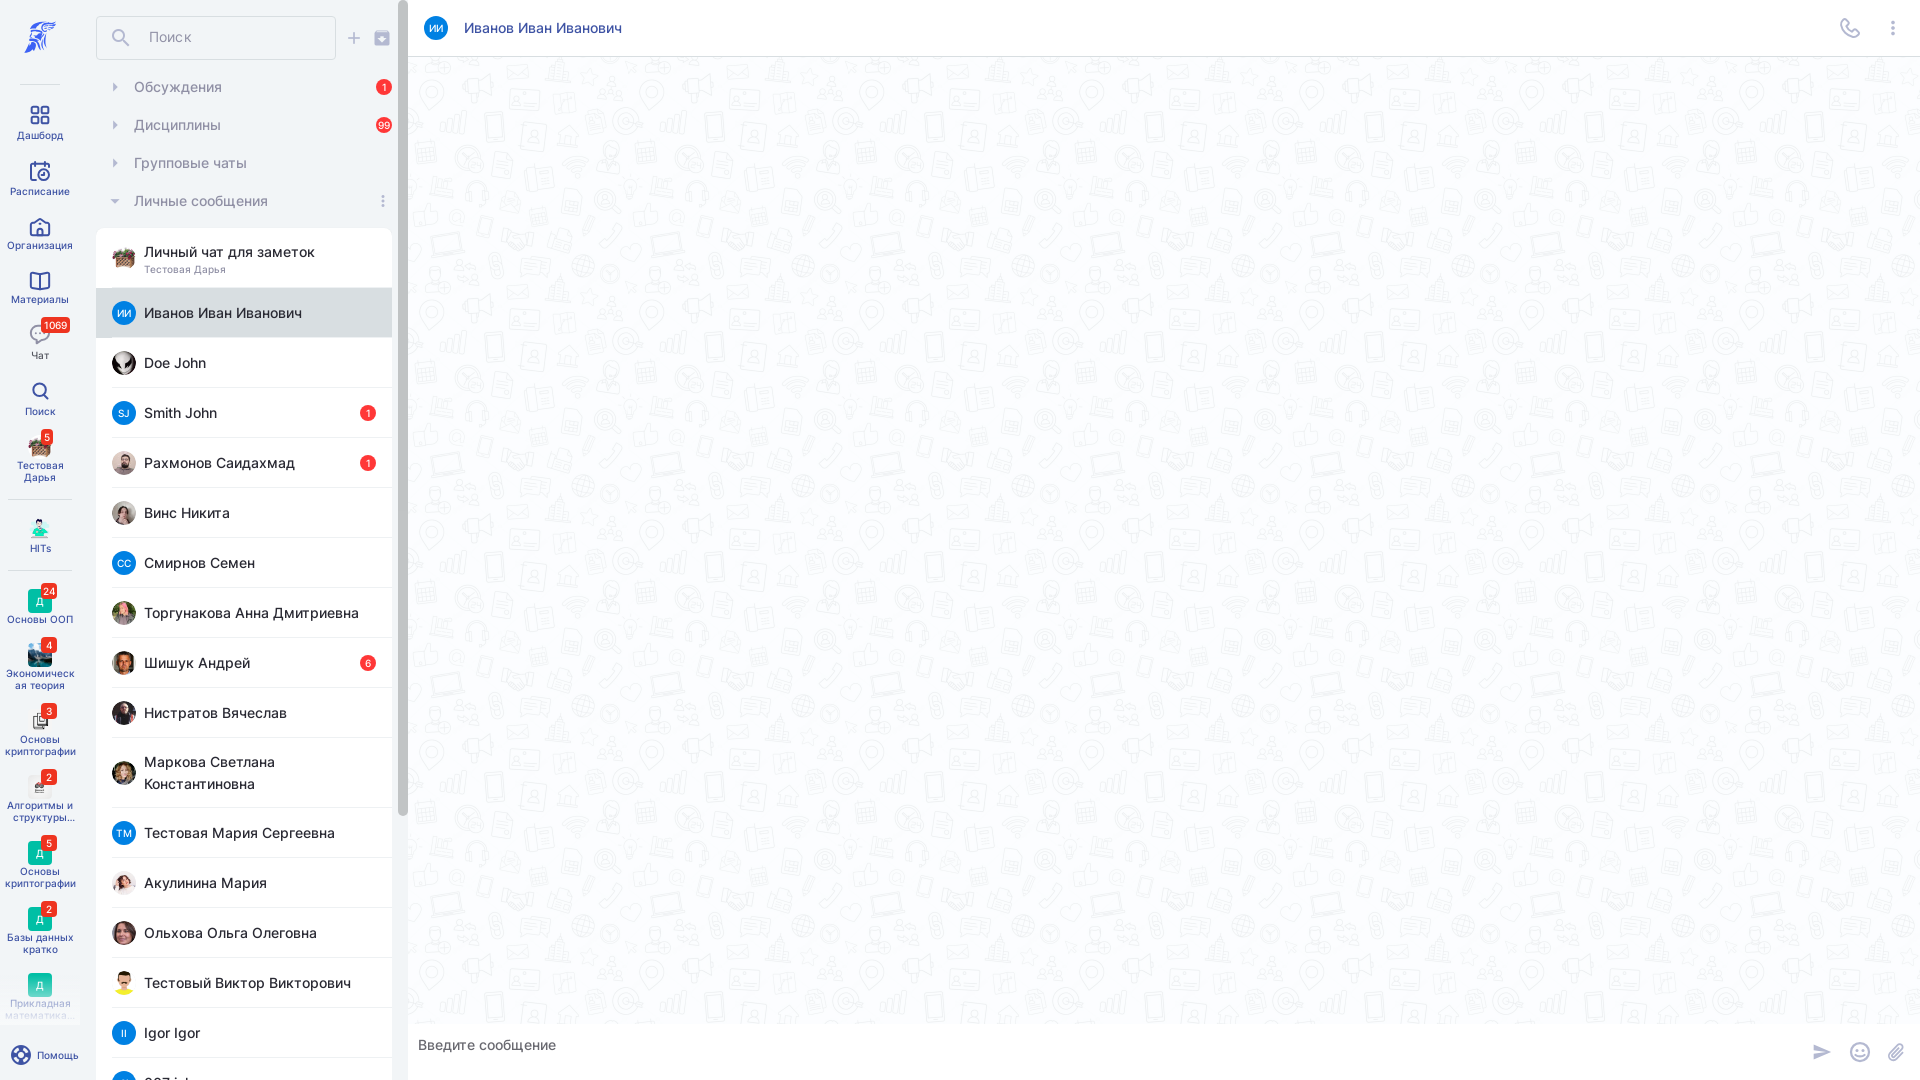 Дашборд
Расписание
Организация
Материалы
1069
Чат
Поиск
5
Тестовая
Дарья
HITs
24
Д
Основы ООП
4
Экономическ
ая теория
3
Основы
криптографии
2
Алгоритмы и
структуры...
5
Д
Основы
криптографии
2
Д
Базы данных
кратко
Д
Прикладная
математика...
Помощь
Поиск
Обсуждения
1
Дисциплины
99
Групповые чаты
Личные сообщения
Личный чат для заметок
Тестовая Дарья
ИИ Иванов Иван Иванович
Doe John
SJ Smith John 1
Рахмонов Саидахмад 1
Винс Никита
СС Смирнов Семен
Торгунакова Анна Дмитриевна
Шишук Андрей 6
Нистратов Вячеслав
Маркова Светлана
Константиновна
ТМ Тестовая Мария Сергеевна
Акулинина Мария
Ольхова Ольга Олеговна
Тестовый Виктор Викторович
II Igor Igor
ИИ Иванов Иван Иванович
Введите сообщение